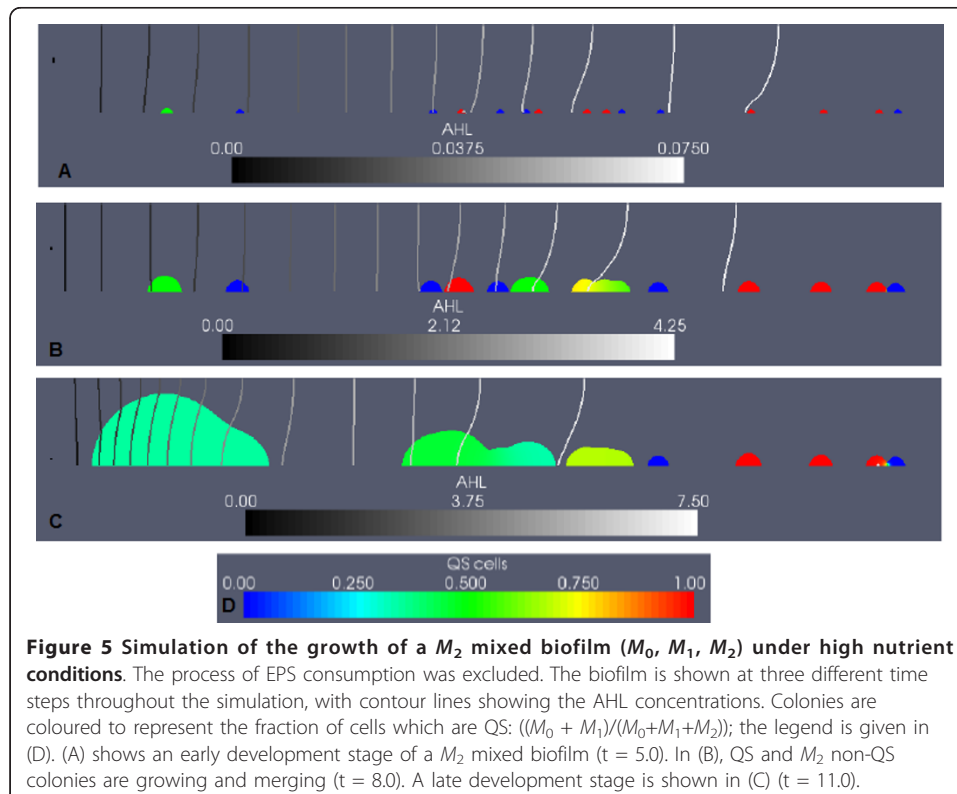 AHL
0.00 0.0375 0.0750
A
AHL
0.00 2.12 4.25
B
AHL
0.00 3.75 7.50
C
QS cells
0.00 0.250 0.500 0.750 1.00
D
Figure 5 Simulation of the growth of a M₂ mixed biofilm (M₀, M₁, M₂) under high nutrient
conditions. The process of EPS consumption was excluded. The biofilm is shown at three different time
steps throughout the simulation, with contour lines showing the AHL concentrations. Colonies are
coloured to represent the fraction of cells which are QS: ((M₀ + M₁)/(M₀+M₁+M₂)); the legend is given in
(D). (A) shows an early development stage of a M₂ mixed biofilm (t = 5.0). In (B), QS and M₂ non-QS
colonies are growing and merging (t = 8.0). A late development stage is shown in (C) (t = 11.0).